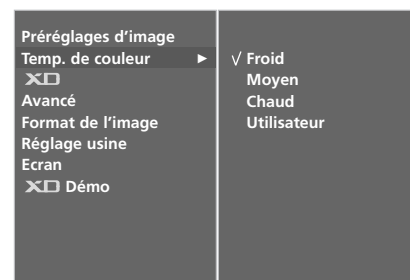 Préréglages d'image
Temp. de couleur ►
XD
Avancé
Format de l'image
Réglage usine
Ecran
XD Démo
√ Froid
Moyen
Chaud
Utilisateur